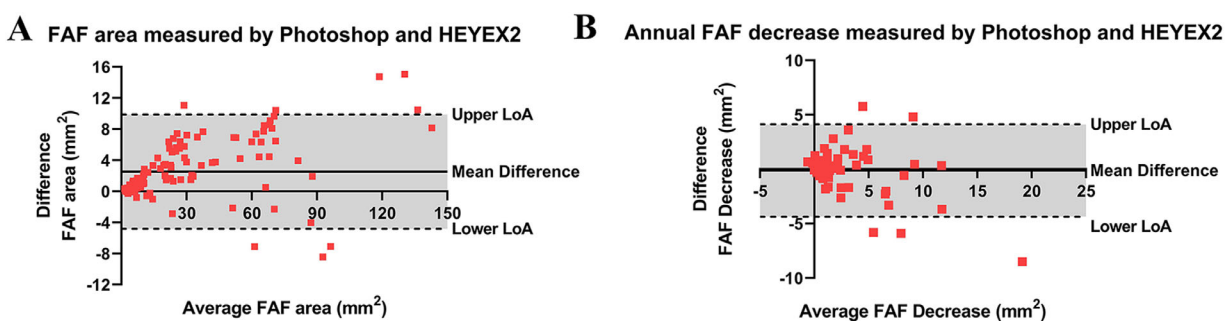 A FAF area measured by Photoshop and HEYEX2
Difference
FAF area (mm²)
16
12
8
4
0
-4
-8
-12
30
60
90
120
150
Upper LoA
Mean Difference
Lower LoA
Average FAF area (mm²)
B Annual FAF decrease measured by Photoshop and HEYEX2
Difference
FAF Decrease (mm²)
10
5
0
-5
-10
-5
5
10
15
20
25
Upper LoA
Mean Difference
Lower LoA
Average FAF Decrease (mm²)